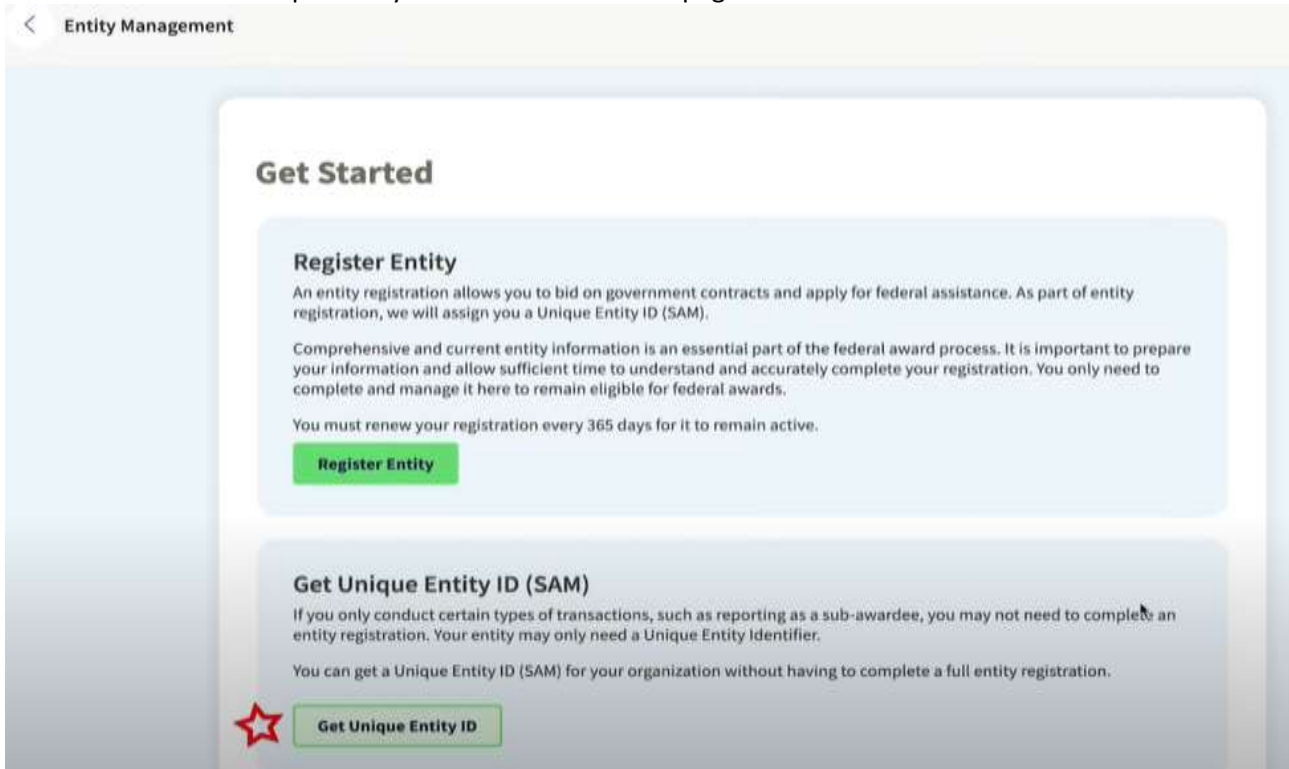 Entity Management
Get Started
Register Entity
An entity registration allows you to bid on government contracts and apply for federal assistance. As part of entity
registration, we will assign you a Unique Entity ID (SAM).
Comprehensive and current entity information is an essential part of the federal award process. It is important to prepare
your information and allow sufficient time to understand and accurately complete your registration. You only need to
complete and manage it here to remain eligible for federal awards.
You must renew your registration every 365 days for it to remain active.
Register Entity
Get Unique Entity ID (SAM)
If you only conduct certain types of transactions, such as reporting as a sub-awardee, you may not need to complete an
entity registration. Your entity may only need a Unique Entity Identifier.
You can get a Unique Entity ID (SAM) for your organization without having to complete a full entity registration.
Get Unique Entity ID